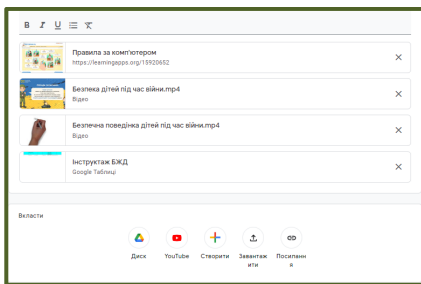 B I U
Правила за комп'ютером
https://learningapps.org/15920652
Безпека дітей під час війни.mp4
Відео
Безпечна поведінка дітей під час війни.mp4
Відео
Інструктаж БЖД
Google Таблиці
Вкласти
Диск YouTube Створити Завантаж Посиланн
ити я